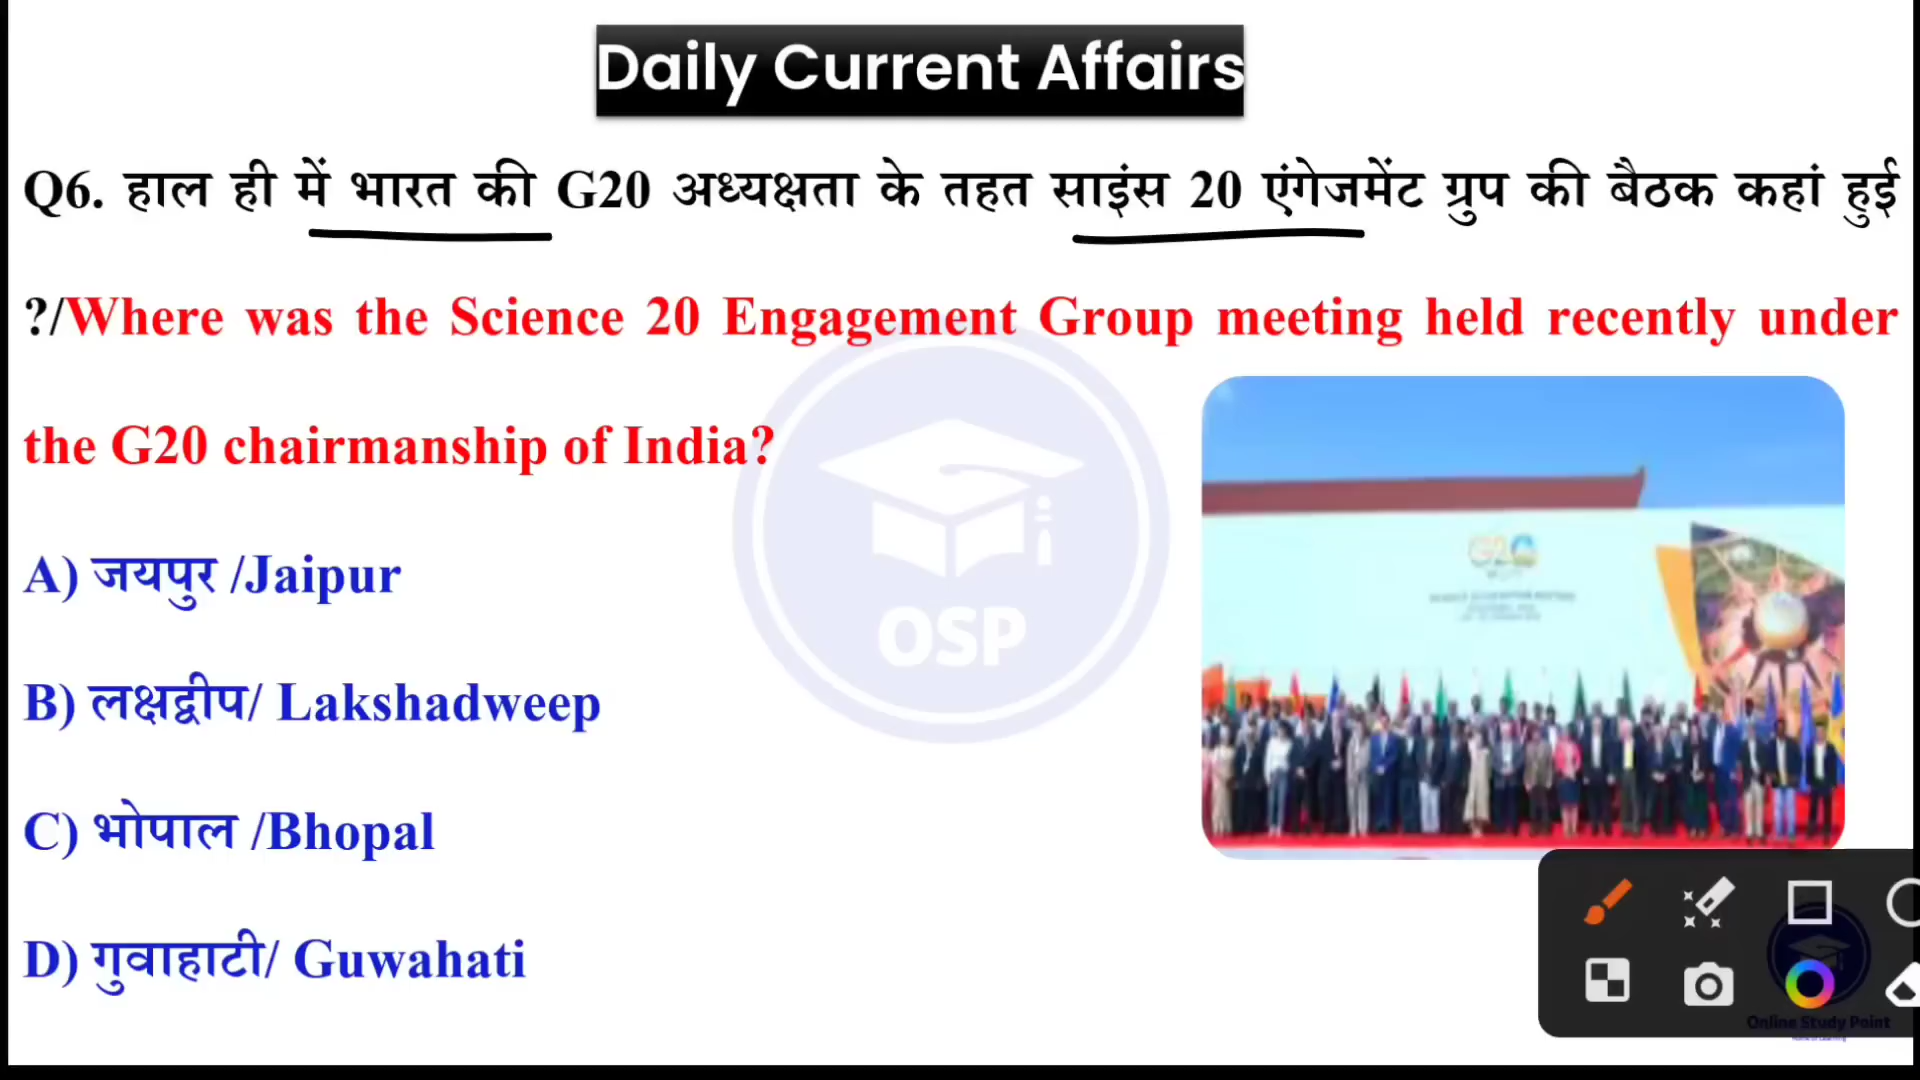 Daily Current Affairs
Q6. हाल ही में भारत की G20 अध्यक्षता के तहत साइंस 20 एंगेजमेंट ग्रुप की बैठक कहां हुई
?/Where was the Science 20 Engagement Group meeting held recently under
the G20 chairmanship of India?
A) जयपुर /Jaipur
B) लक्षद्वीप/ Lakshadweep
C) भोपाल /Bhopal
D) गुवाहाटी/ Guwahati
OSP
G20
Online Study Point